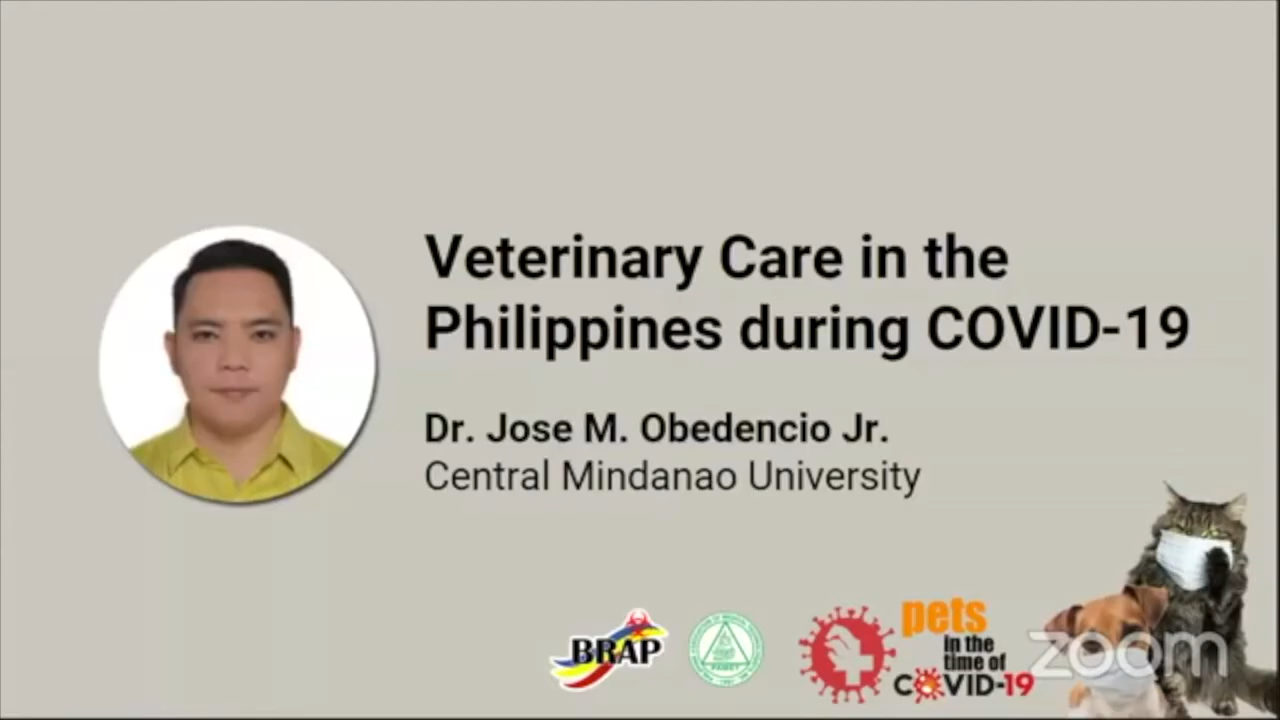 Veterinary Care in the
Philippines during COVID-19
Dr. Jose M. Obedencio Jr.
Central Mindanao University
BRAP
pets
in the
time of
COVID-19
zoom